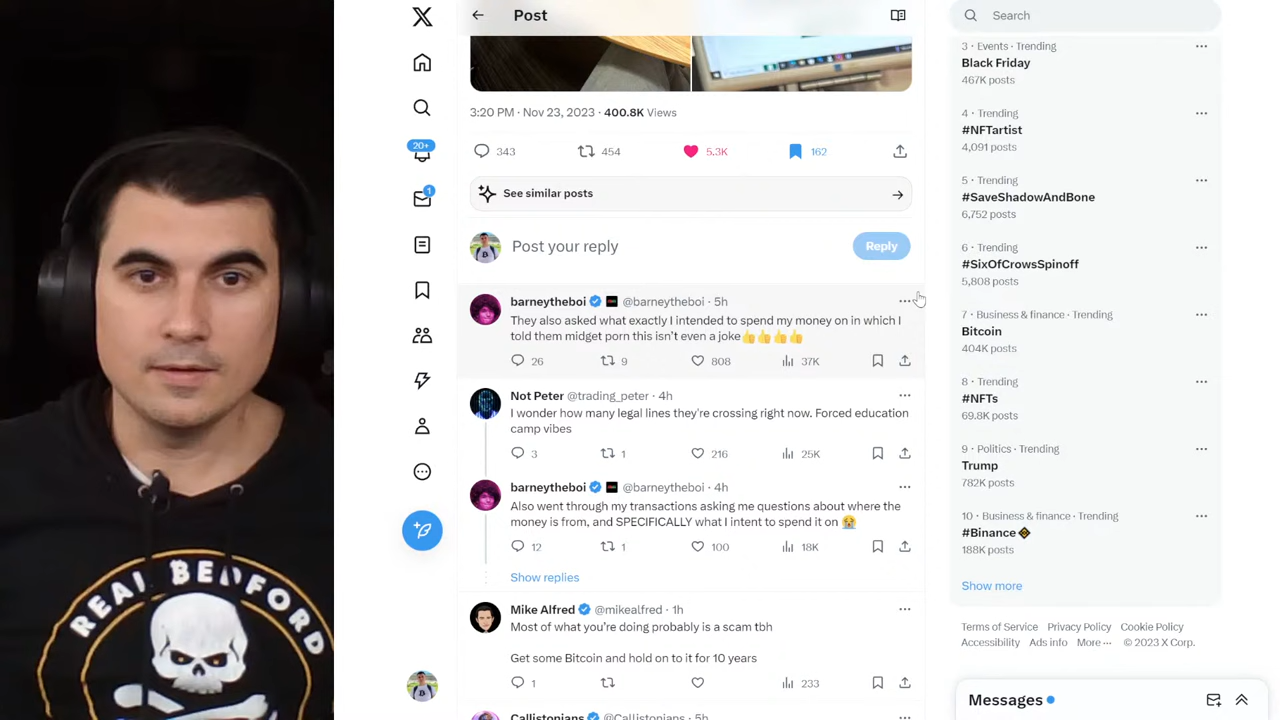 Post
Search
3 · Events · Trending
Black Friday
467K posts
4 · Trending
#NFTartist
4,091 posts
5 · Trending
#SaveShadowAndBone
6,752 posts
6 · Trending
#SixOfCrowsSpinoff
5,808 posts
7 · Business & finance · Trending
Bitcoin
404K posts
8 · Trending
#NFTs
69.8K posts
9 · Politics · Trending
Trump
782K posts
10 · Business & finance · Trending
#Binance
188K posts
Show more
Terms of Service Privacy Policy Cookie Policy
Accessibility Ads info More ··· © 2023 X Corp.
Messages
20+
1
3:20 PM · Nov 23, 2023 · 400.8K Views
343 454 5.3K 162
See similar posts
Post your reply
Reply
barneytheboi @barneytheboi · 5h
They also asked what exactly I intended to spend my money on in which I
told them midget porn this isn't even a joke👍👍👍👍
26 9 808 37K
Not Peter @trading_peter · 4h
I wonder how many legal lines they're crossing right now. Forced education
camp vibes
3 1 216 25K
barneytheboi @barneytheboi · 4h
Also went through my transactions asking me questions about where the
money is from, and SPECIFICALLY what I intent to spend it on 😭
12 1 100 18K
Show replies
Mike Alfred @mikealfred · 1h
Most of what you're doing probably is a scam tbh
Get some Bitcoin and hold on to it for 10 years
1 233
Callistonians @Callistonians · 5h
REAL BEDFORD